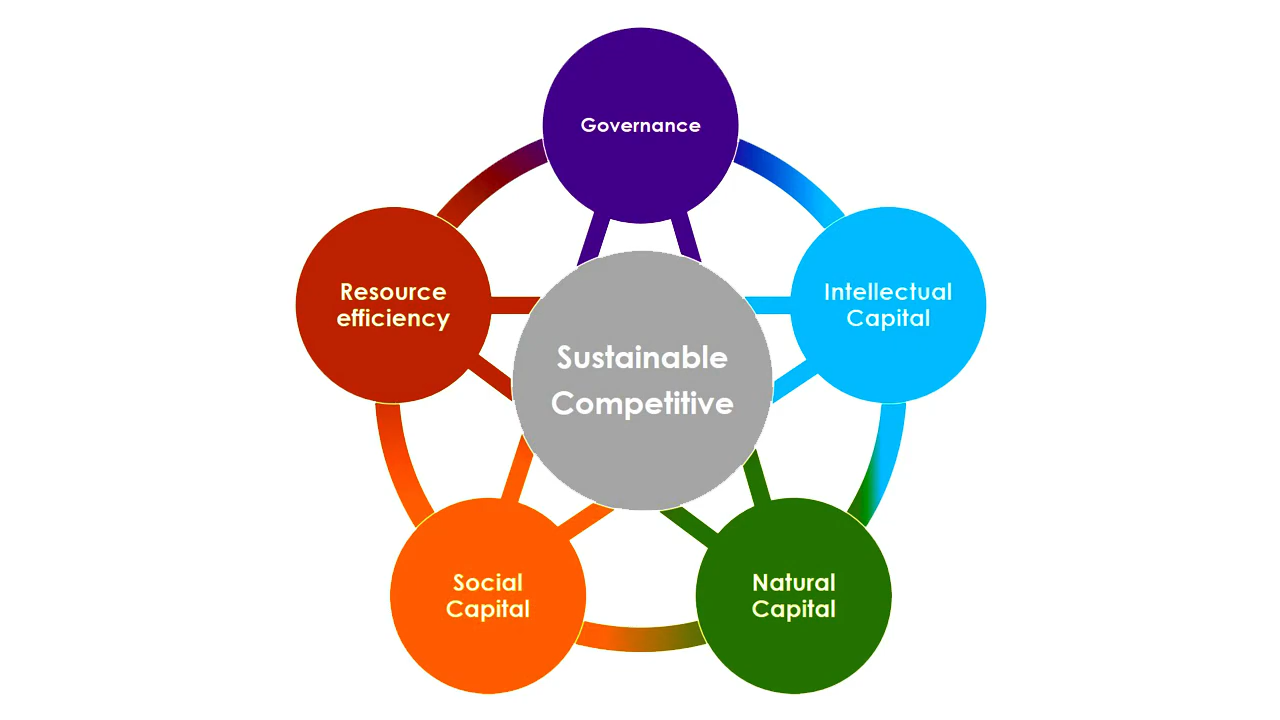 Governance
Resource
efficiency
Intellectual
Capital
Sustainable
Competitive
Social
Capital
Natural
Capital